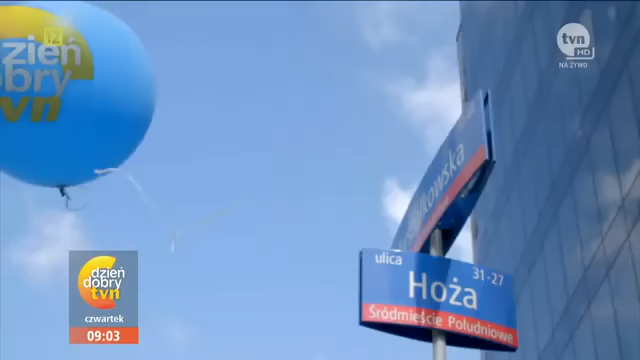 dzień
dobry
tvn
tvn
HD
NA ŻYWO
ulica
31-27
Hoża
Śródmieście Południowe
dzień
dobry
tvn
czwartek
09:03